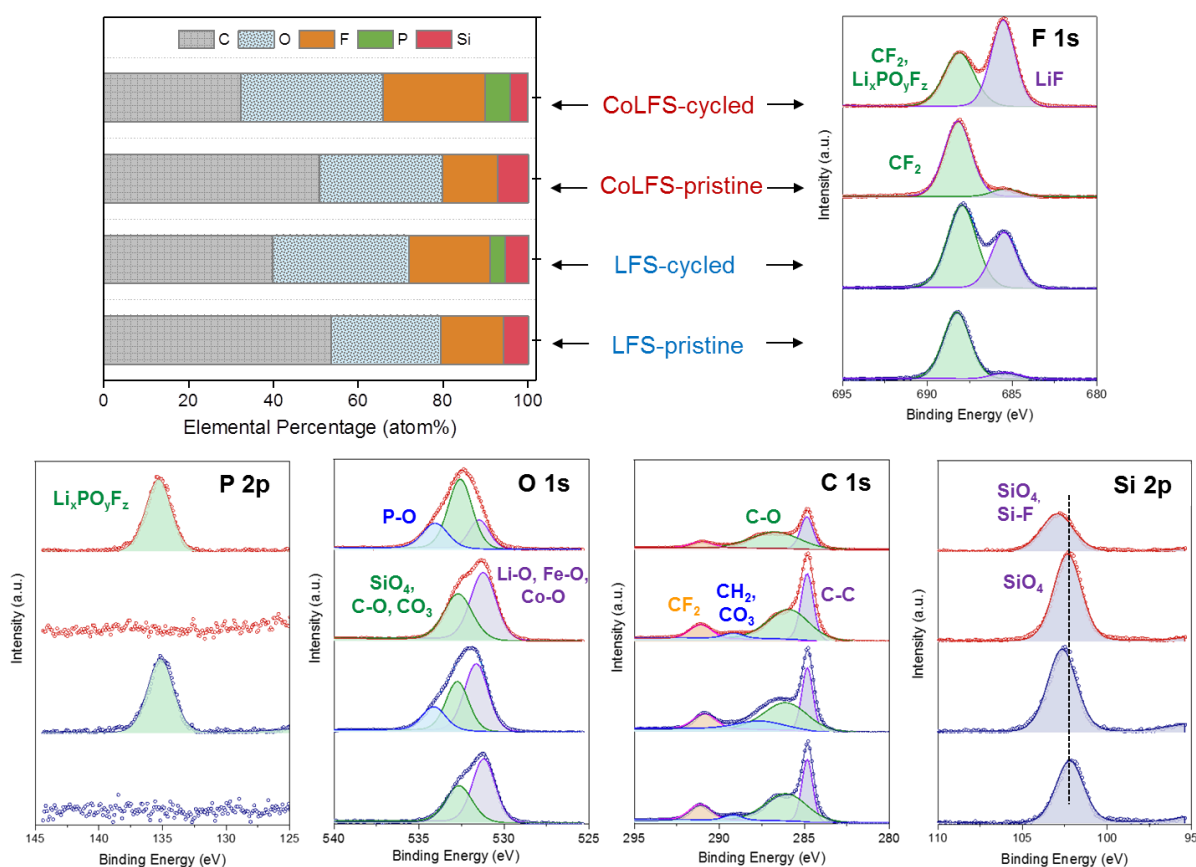 C O F P Si
CoLFS-cycled
CoLFS-pristine
LFS-cycled
LFS-pristine
0 20 40 60 80 100
Elemental Percentage (atom%)
F 1s
CF₂,
LiₓPOᵧF_z
LiF
CF₂
Intensity (a.u.)
695 690 685 680
Binding Energy (eV)
P 2p
LiₓPOᵧF_z
Intensity (a.u.)
145 140 135 130 125
Binding Energy (eV)
O 1s
P-O
SiO₄,
C-O, CO₃
Li-O, Fe-O,
Co-O
Intensity (a.u.)
540 535 530 525
Binding Energy (eV)
C 1s
C-O
CF₂
CH₂,
CO₃
C-C
Intensity (a.u.)
295 290 285 280
Binding Energy (eV)
Si 2p
SiO₄,
Si-F
SiO₄
Intensity (a.u.)
110 105 100 95
Binding Energy (eV)